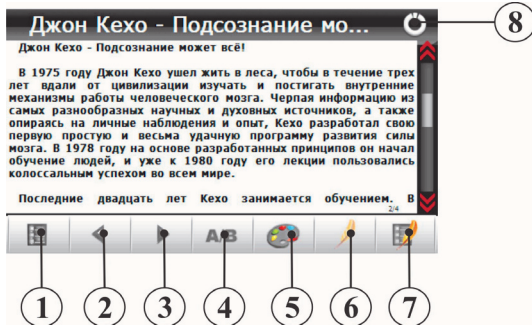 Джон Кехо - Подсознание мо...
8
Джон Кехо - Подсознание может всё!
В 1975 году Джон Кехо ушел жить в леса, чтобы в течение трех
лет вдали от цивилизации изучать и постигать внутренние
механизмы работы человеческого мозга. Черпая информацию из
самых разнообразных научных и духовных источников, а также
опираясь на личные наблюдения и опыт, Кехо разработал свою
первую простую и весьма удачную программу развития силы
мозга. В 1978 году на основе разработанных принципов он начал
обучение людей, и уже к 1980 году его лекции пользовались
колоссальным успехом во всем мире.
Последние двадцать лет Кехо занимается обучением. В
2/4
A/B
1 2 3 4 5 6 7